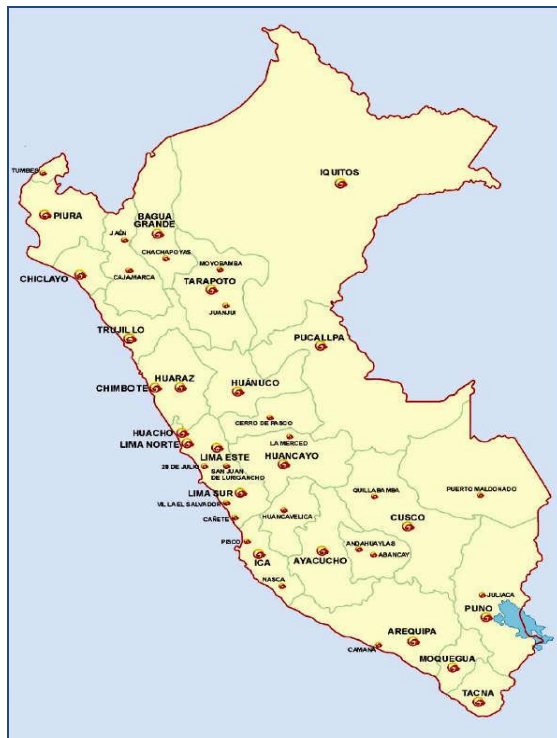 TUMBES
IQUITOS
PIURA
BAGUA
GRANDE
JAÉN
CHACHAPOYAS
MOYOBAMBA
CHICLAYO
CAJAMARCA
TARAPOTO
JUANJUI
TRUJILLO
PUCALLPA
CHIMBOTE
HUARAZ
HUÁNUCO
CERRO DE PASCO
HUACHO
LIMA NORTE
LA MERCED
LIMA ESTE
HUANCAYO
28 DE JULIO
SAN JUAN
DE LURIGANCHO
LIMA SUR
QUILLABAMBA
PUERTO MALDONADO
VILLA EL SALVADOR
HUANCAVELICA
CAÑETE
CUSCO
PISCO
ICA
AYACUCHO
ANDAHUAYLAS
ABANCAY
NASCA
JULIACA
PUNO
AREQUIPA
CAMANÁ
MOQUEGUA
TACNA